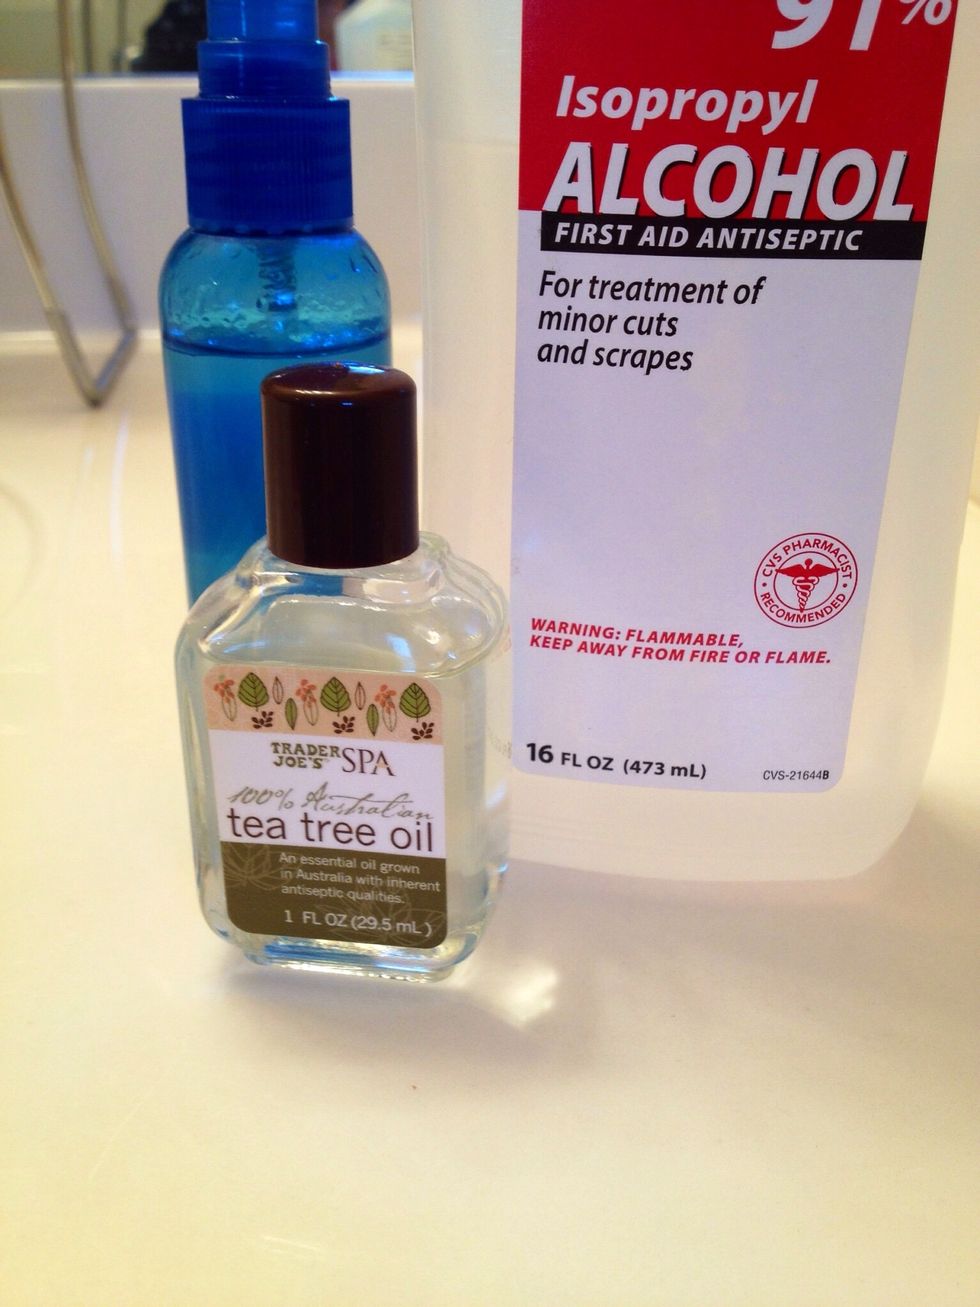 91%
Isopropyl
ALCOHOL
FIRST AID ANTISEPTIC
For treatment of
minor cuts
and scrapes
CVS PHARMACIST
RECOMMENDED
WARNING: FLAMMABLE,
KEEP AWAY FROM FIRE OR FLAME.
16 FL OZ (473 mL)
CVS-21644B
TRADER
JOE'S SPA
100% Australian
tea tree oil
An essential oil grown
in Australia with inherent
antiseptic qualities.
1 FL OZ (29.5 mL)